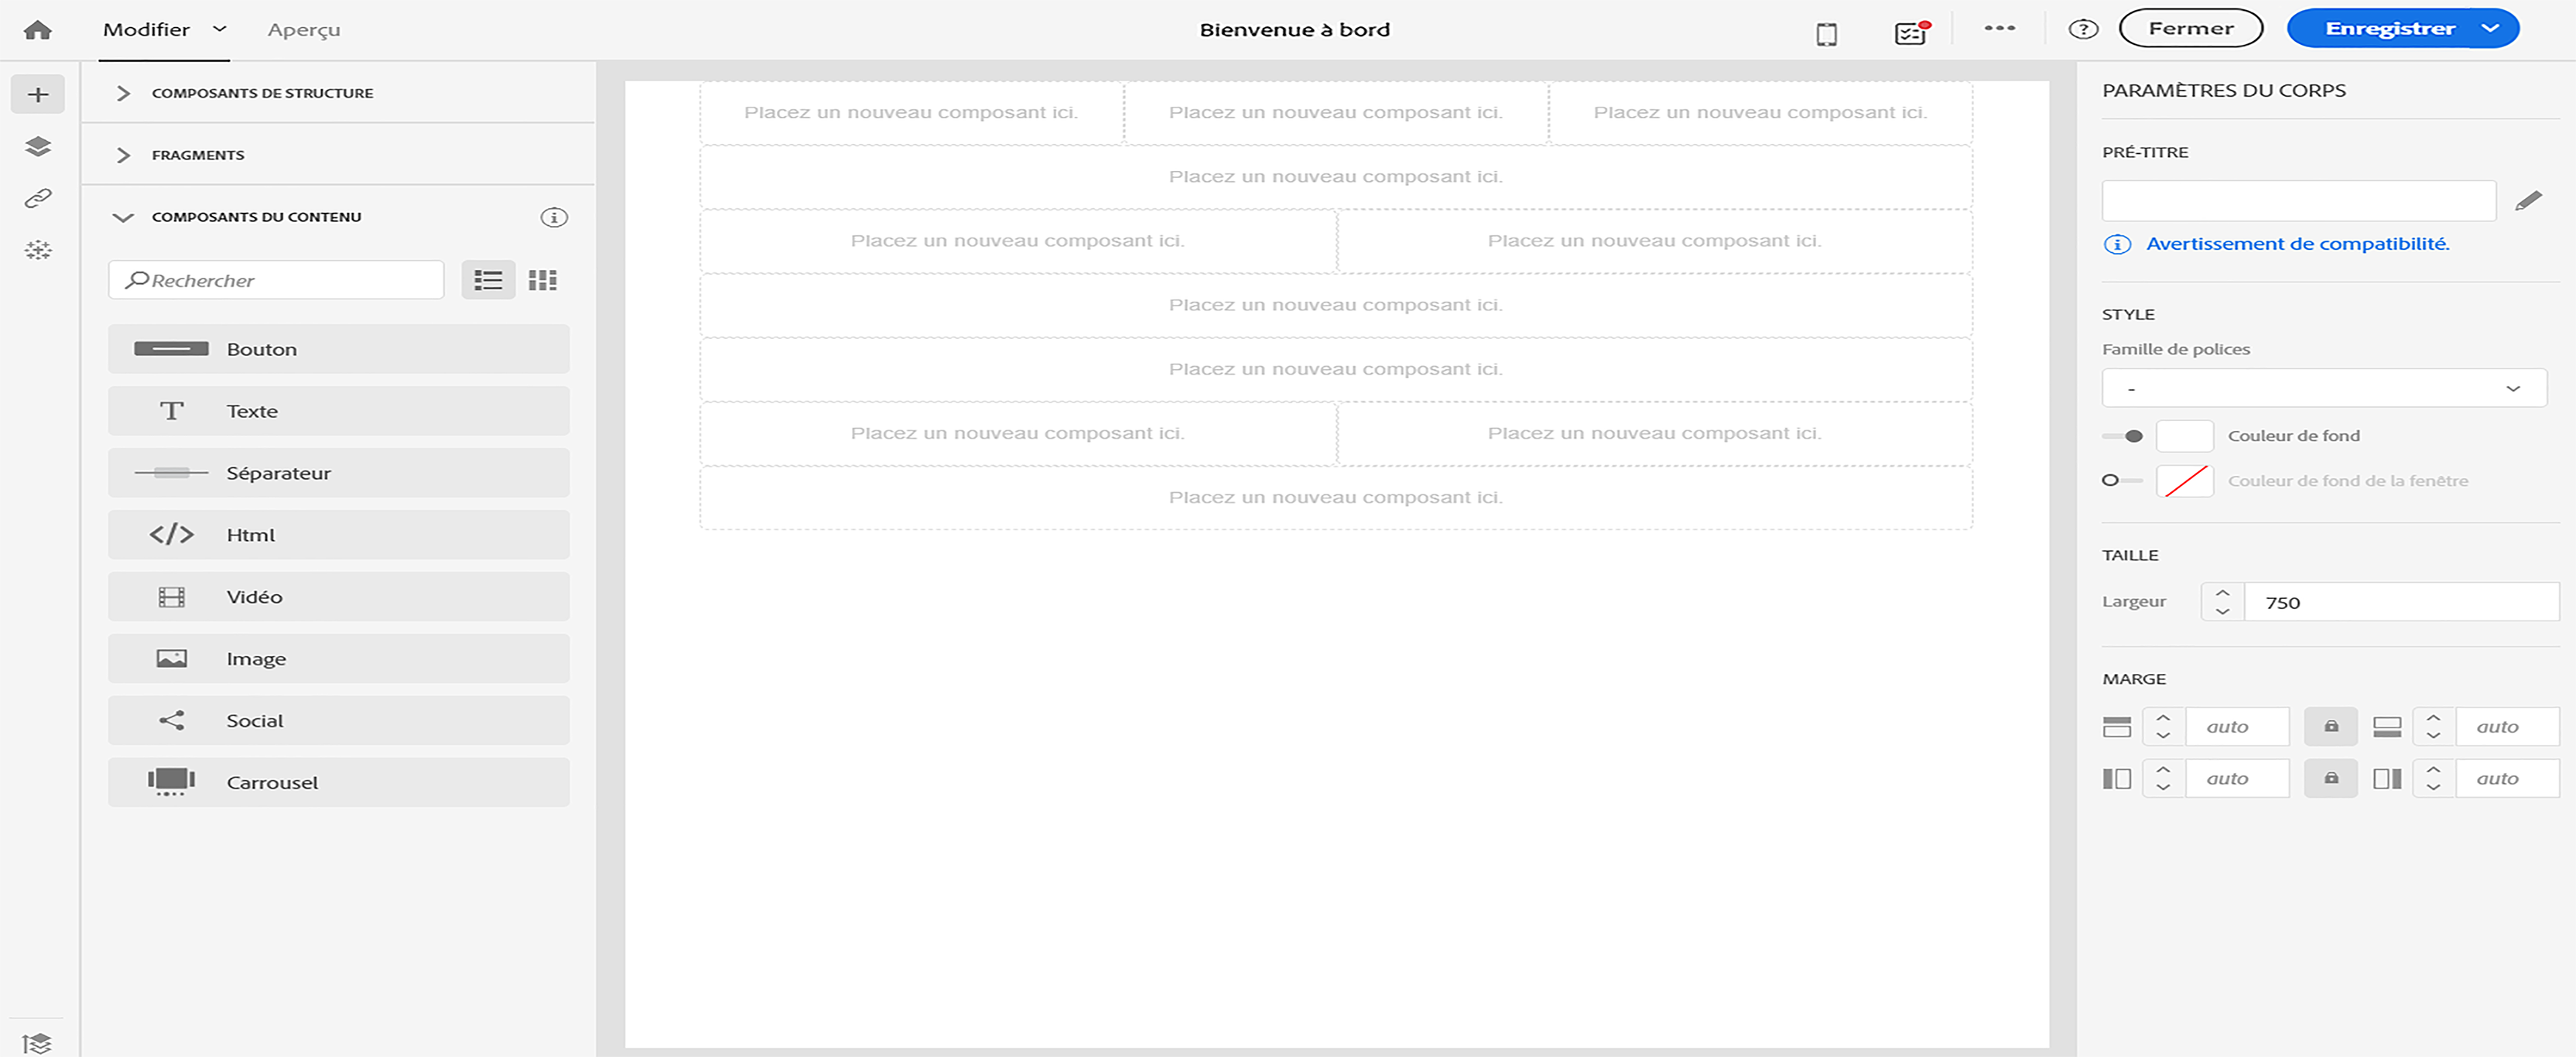 Modifier
Aperçu
Bienvenue à bord
Fermer
Enregistrer
COMPOSANTS DE STRUCTURE
FRAGMENTS
COMPOSANTS DU CONTENU
Rechercher
Bouton
Texte
Séparateur
Html
Vidéo
Image
Social
Carrousel
Placez un nouveau composant ici. Placez un nouveau composant ici. Placez un nouveau composant ici.
Placez un nouveau composant ici.
Placez un nouveau composant ici. Placez un nouveau composant ici.
Placez un nouveau composant ici.
Placez un nouveau composant ici.
Placez un nouveau composant ici. Placez un nouveau composant ici.
Placez un nouveau composant ici.
PARAMÈTRES DU CORPS
PRÉ-TITRE
Avertissement de compatibilité.
STYLE
Famille de polices
-
Couleur de fond
Couleur de fond de la fenêtre
TAILLE
Largeur 750
MARGE
auto auto
auto auto